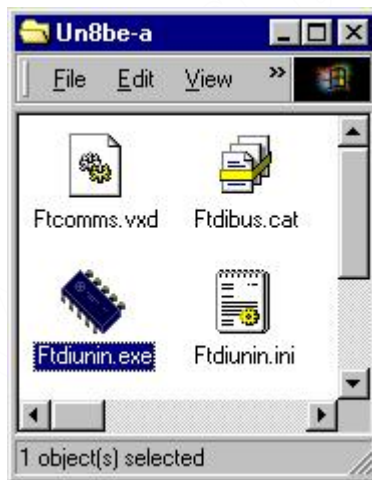 Un8be-a
File Edit View »
Ftcomms.vxd Ftdibus.cat
Ftdiunin.exe Ftdiunin.ini
1 object(s) selected